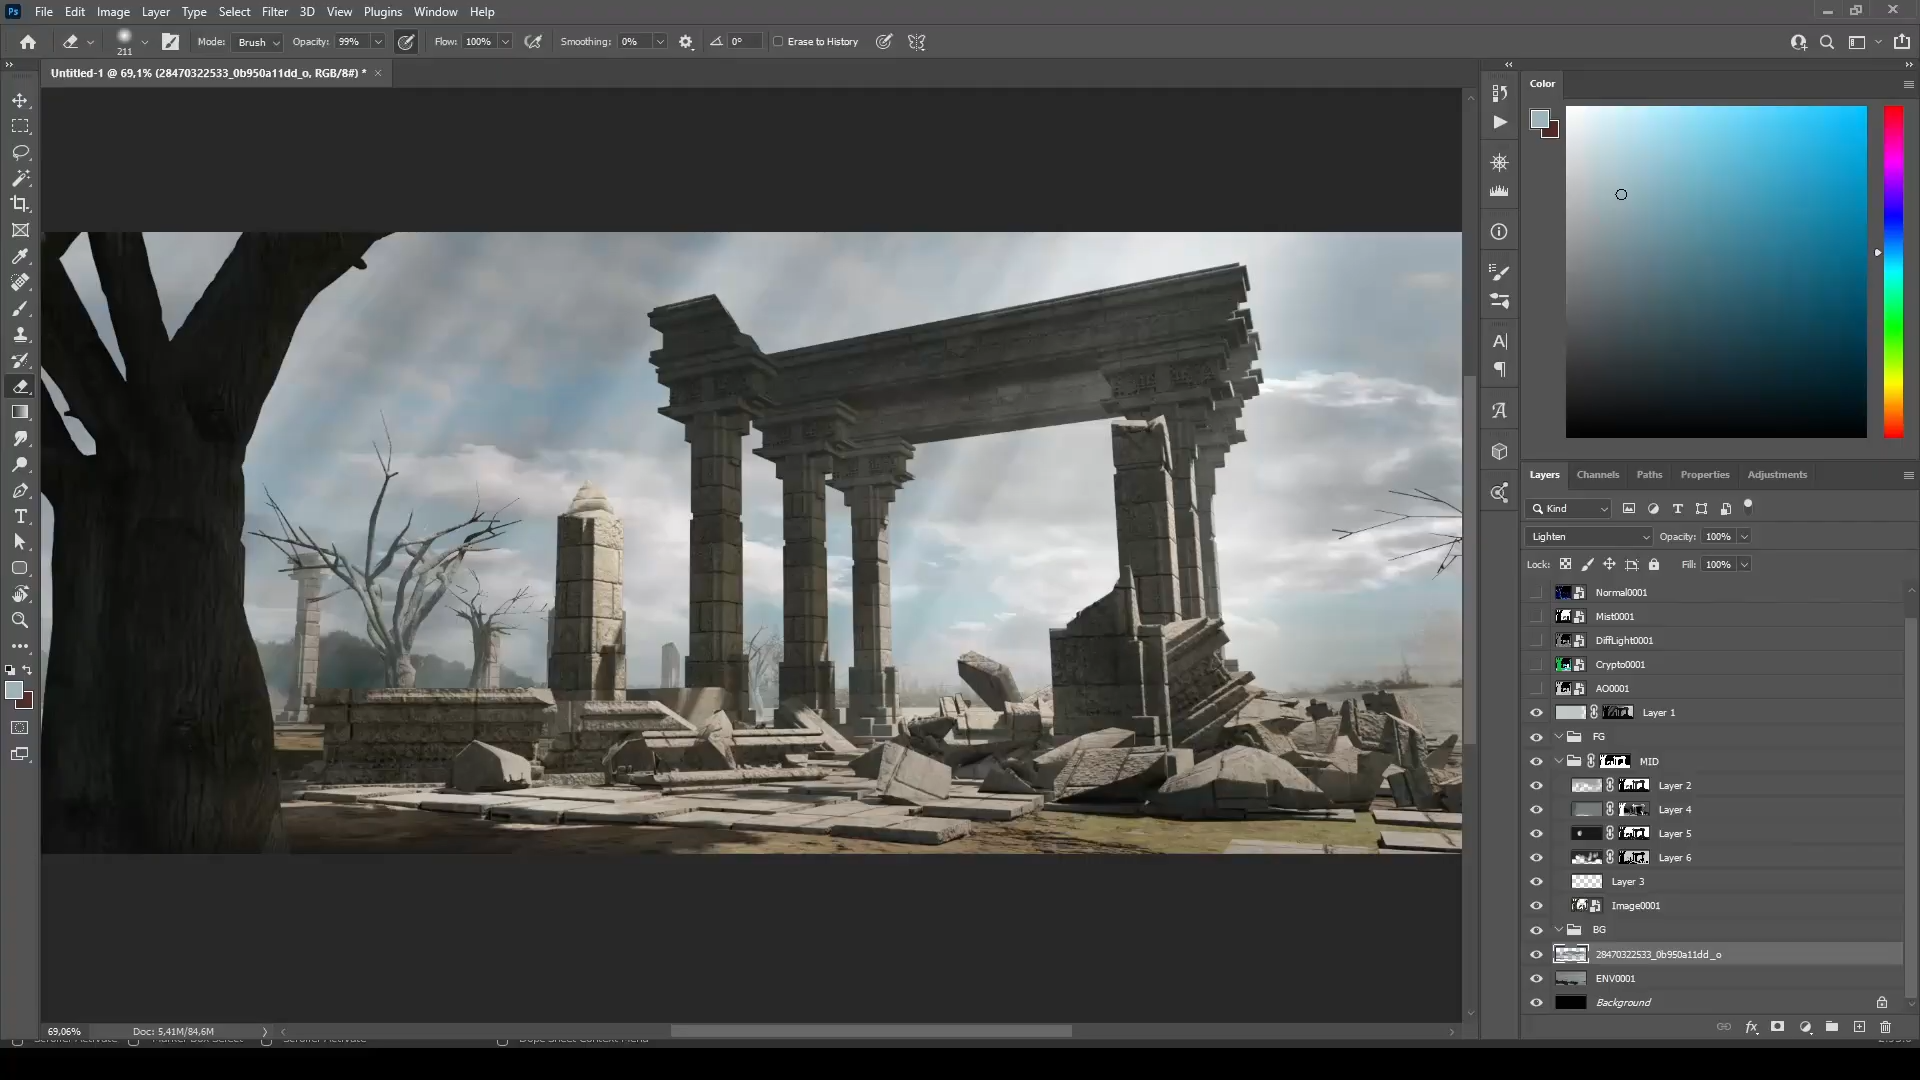 Ps File Edit Image Layer Type Select Filter 3D View Plugins Window Help
211 Mode: Brush Opacity: 99% Flow: 100% Smoothing: 0% 0° Erase to History
Untitled-1 @ 69,1% (28470322533_0b950a11dd_o, RGB/8#) * ×
Color
Layers Channels Paths Properties Adjustments
Kind
Lighten Opacity: 100%
Lock: Fill: 100%
Normal0001
Mist0001
DiffLight0001
Crypto0001
AO0001
Layer 1
FG
MID
Layer 2
Layer 4
Layer 5
Layer 6
Layer 3
Image0001
BG
28470322533_0b950a11dd_o
ENV0001
Background
69,06% Doc: 5,41M/84,6M